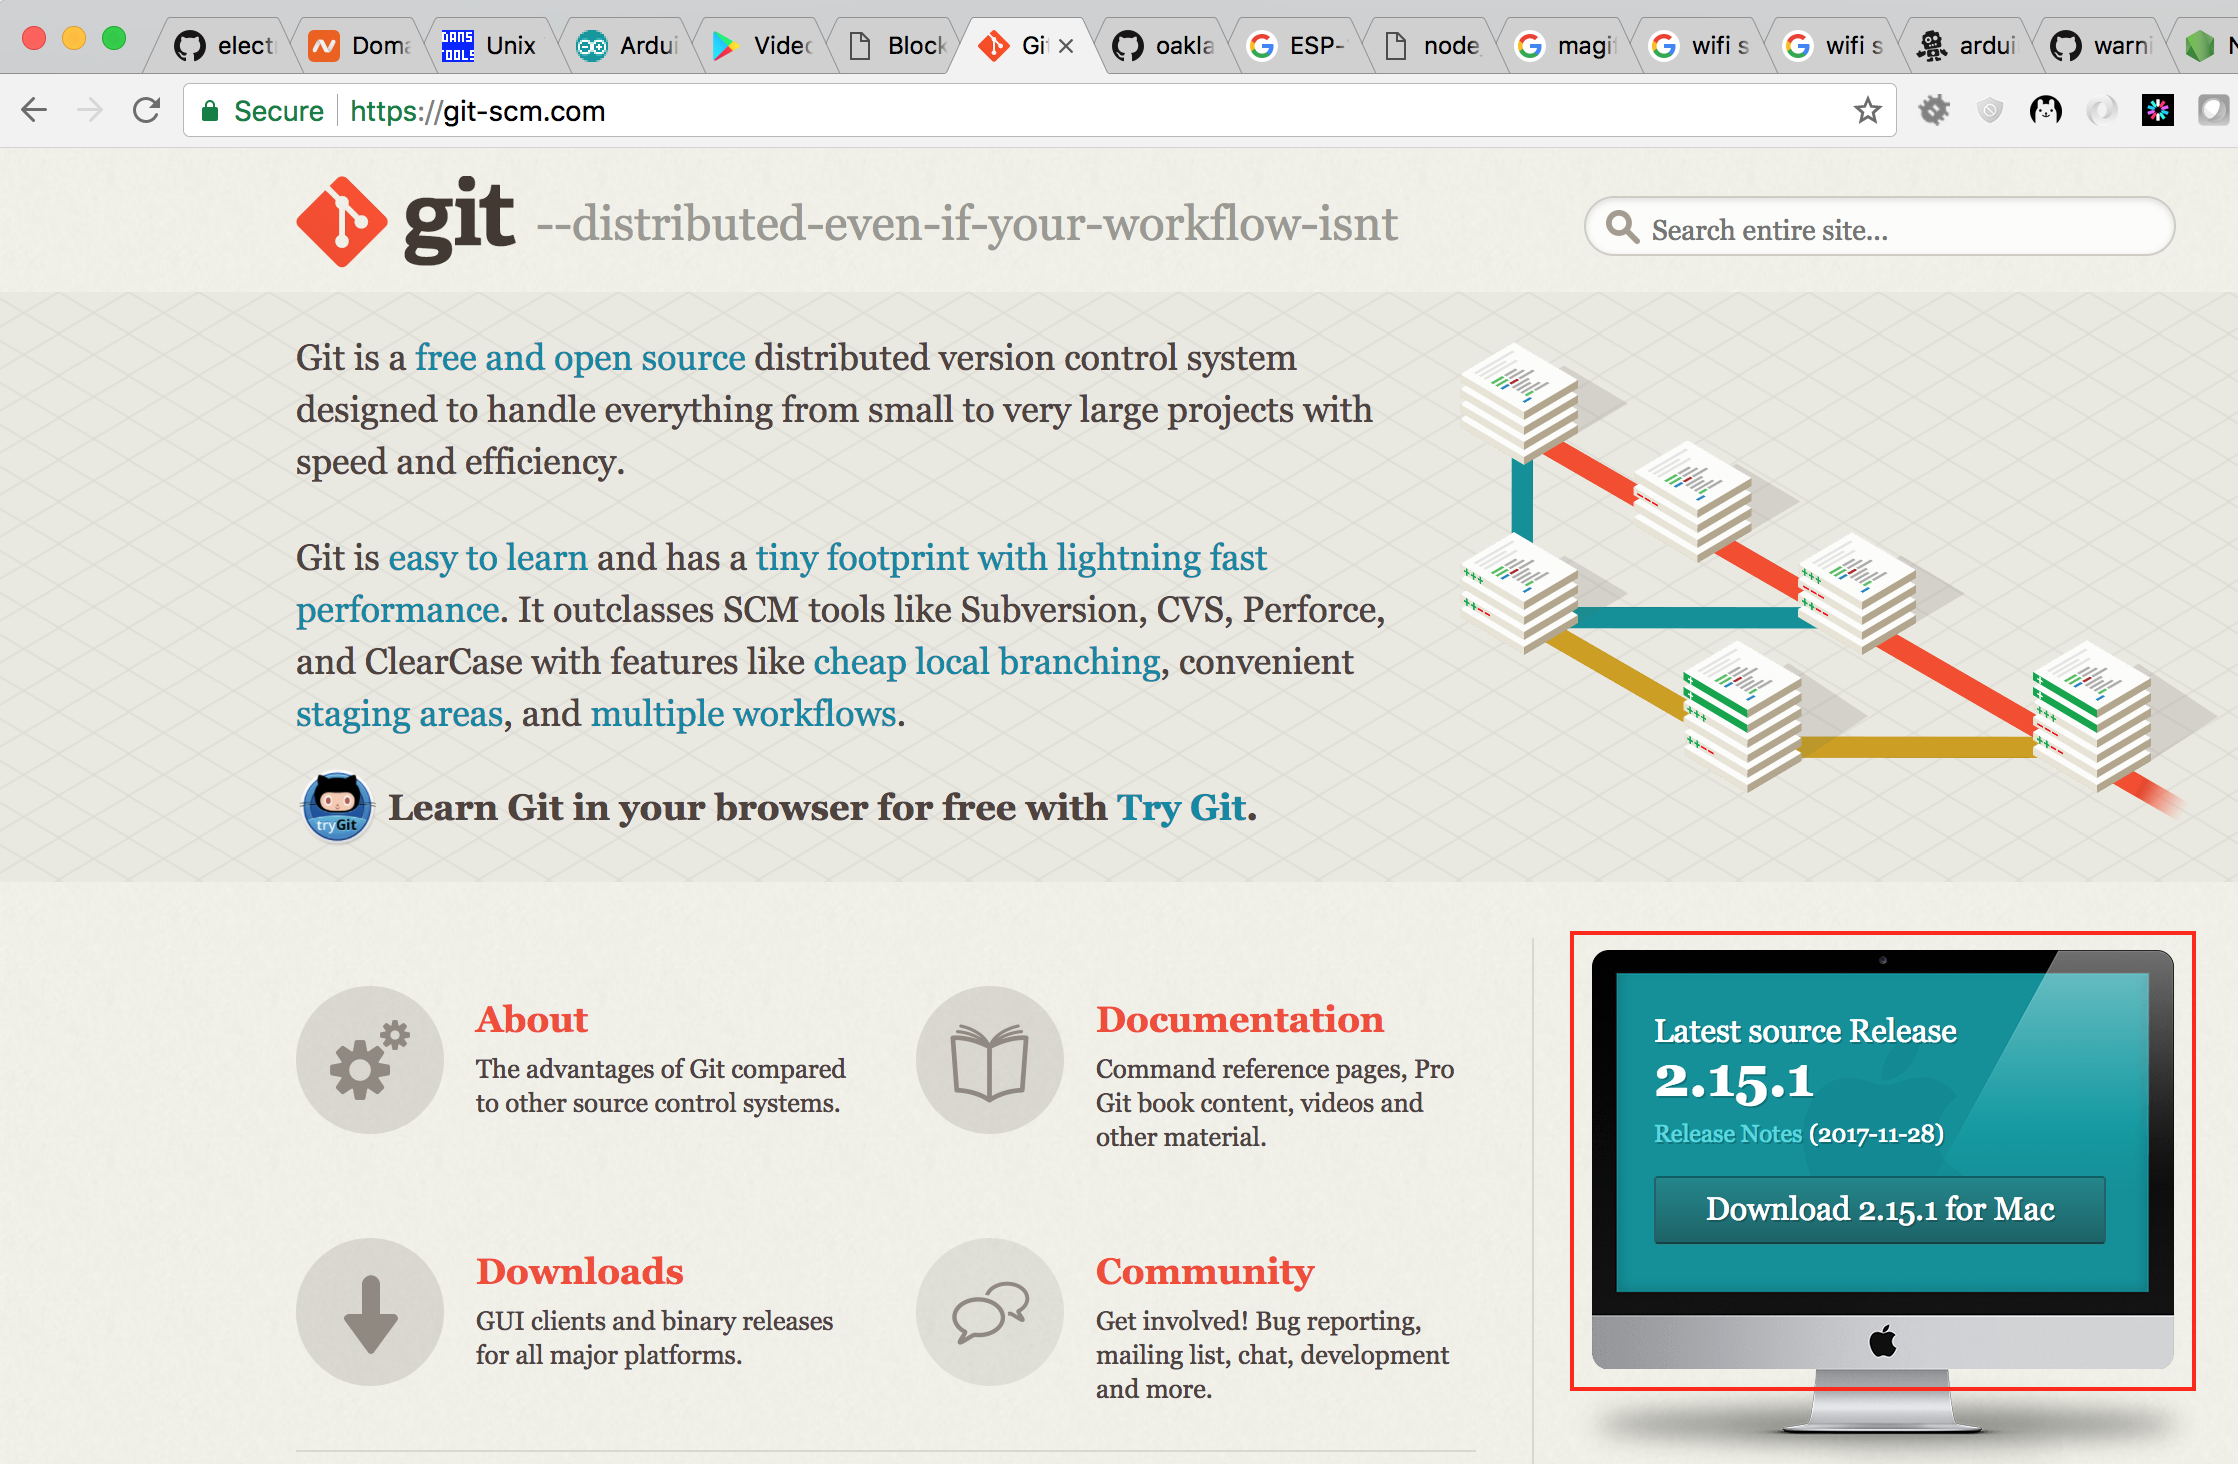 elect
Doma
DANS TOOLS
Unix
Ardui
Videc
Block
Git
oakla
ESP-
node
magi
wifi s
wifi s
ardui
warni
N
Secure
https://git-scm.com
git
--distributed-even-if-your-workflow-isnt
Search entire site...
Git is a free and open source distributed version control system
designed to handle everything from small to very large projects with
speed and efficiency.
Git is easy to learn and has a tiny footprint with lightning fast
performance. It outclasses SCM tools like Subversion, CVS, Perforce,
and ClearCase with features like cheap local branching, convenient
staging areas, and multiple workflows.
tryGit
Learn Git in your browser for free with Try Git.
About
The advantages of Git compared
to other source control systems.
Documentation
Command reference pages, Pro
Git book content, videos and
other material.
Downloads
GUI clients and binary releases
for all major platforms.
Community
Get involved! Bug reporting,
mailing list, chat, development
and more.
Latest source Release
2.15.1
Release Notes (2017-11-28)
Download 2.15.1 for Mac